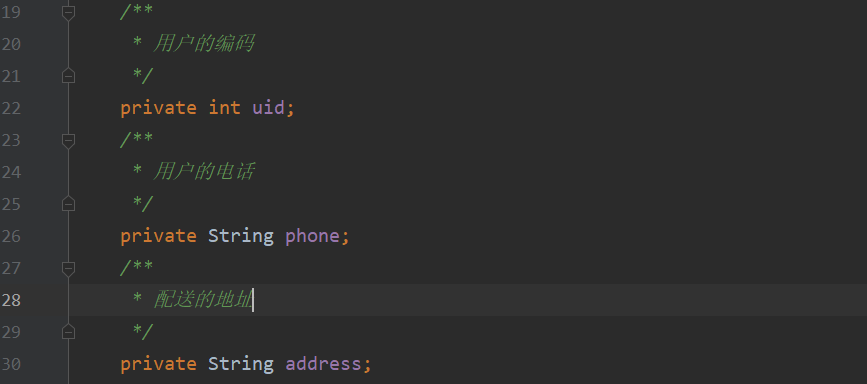 19 /**
20 * 用户的编码
21 */
22 private int uid;
23 /**
24 * 用户的电话
25 */
26 private String phone;
27 /**
28 * 配送的地址
29 */
30 private String address;